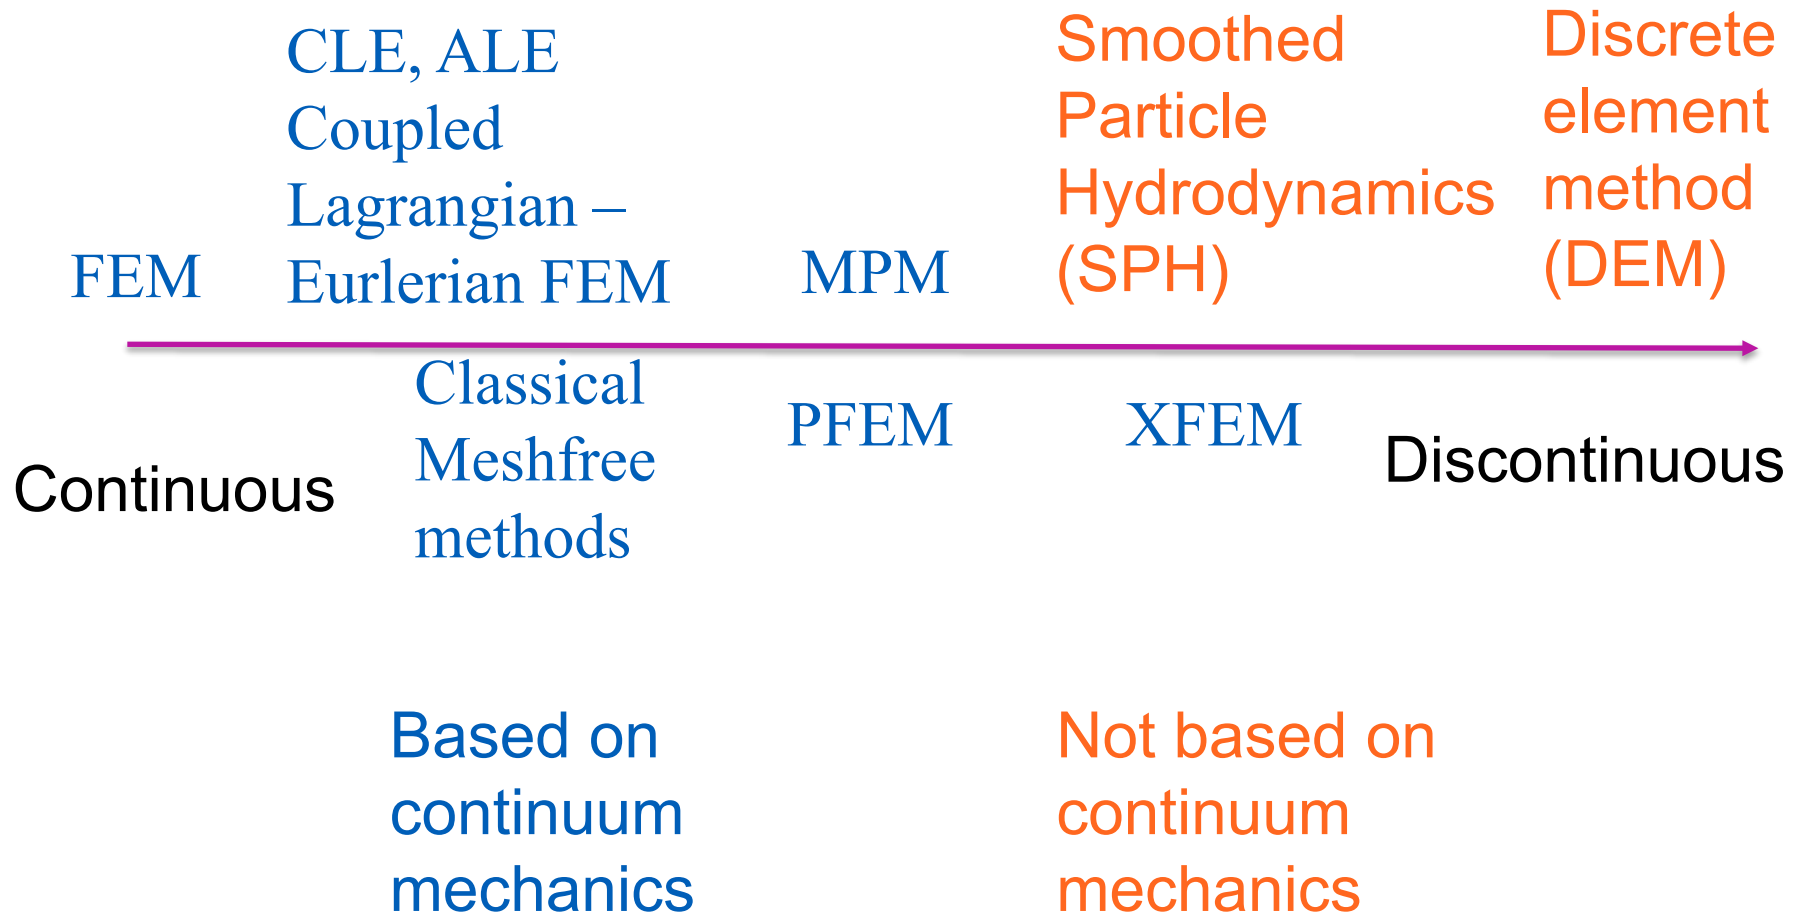 FEM
CLE, ALE
Coupled
Lagrangian –
Eurlerian FEM
MPM
Smoothed
Particle
Hydrodynamics
(SPH)
Discrete
element
method
(DEM)
Continuous
Classical
Meshfree
methods
PFEM
XFEM
Discontinuous
Based on
continuum
mechanics
Not based on
continuum
mechanics